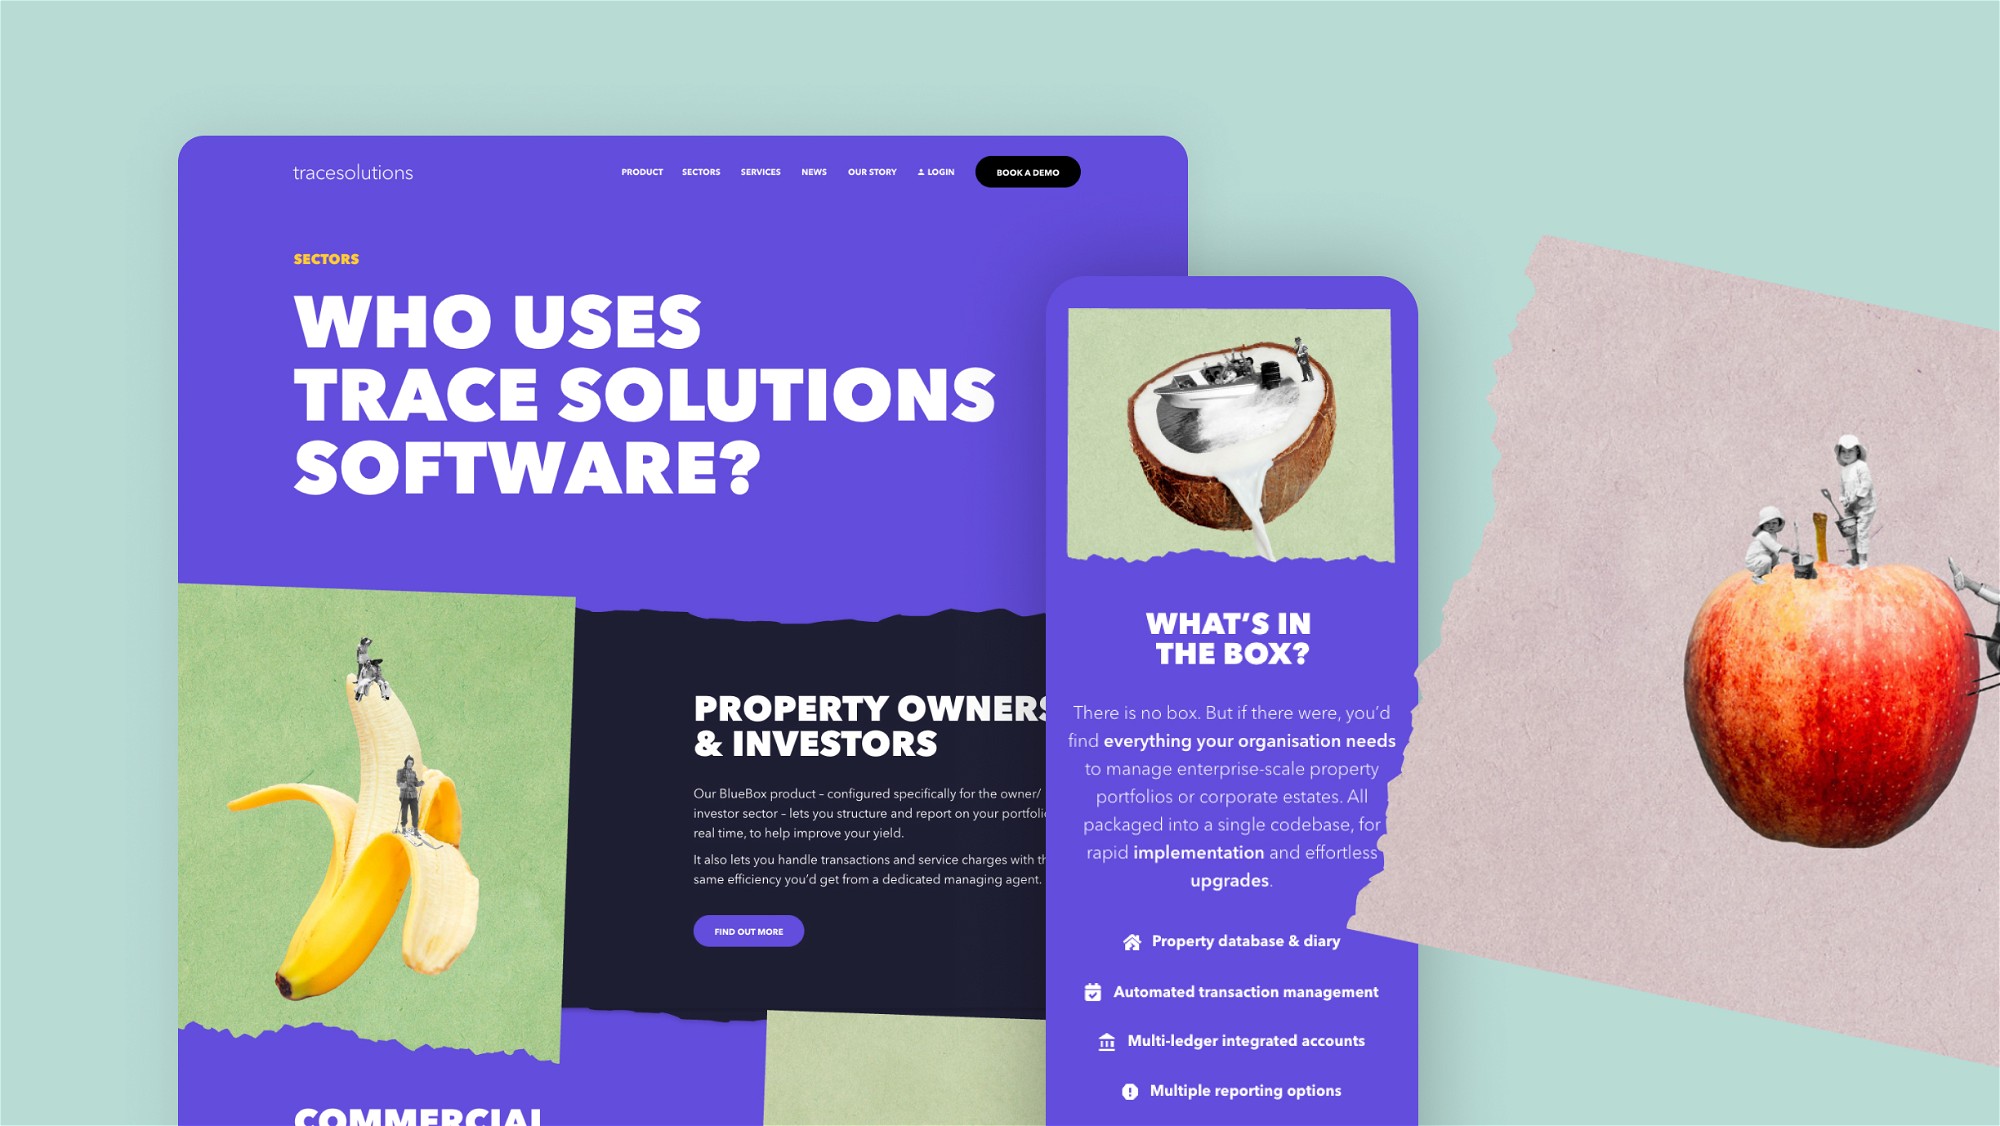 tracesolutions
PRODUCT SECTORS SERVICES NEWS OUR STORY LOGIN BOOK A DEMO
SECTORS
WHO USES
TRACE SOLUTIONS
SOFTWARE?
PROPERTY OWNERS
& INVESTORS
Our BlueBox product – configured specifically for the owner/
investor sector – lets you structure and report on your portfolio
real time, to help improve your yield.
It also lets you handle transactions and service charges with th
same efficiency you’d get from a dedicated managing agent.
FIND OUT MORE
COMMERCIAL
WHAT’S IN
THE BOX?
There is no box. But if there were, you’d
find everything your organisation needs
to manage enterprise-scale property
portfolios or corporate estates. All
packaged into a single codebase, for
rapid implementation and effortless
upgrades.
Property database & diary
Automated transaction management
Multi-ledger integrated accounts
Multiple reporting options